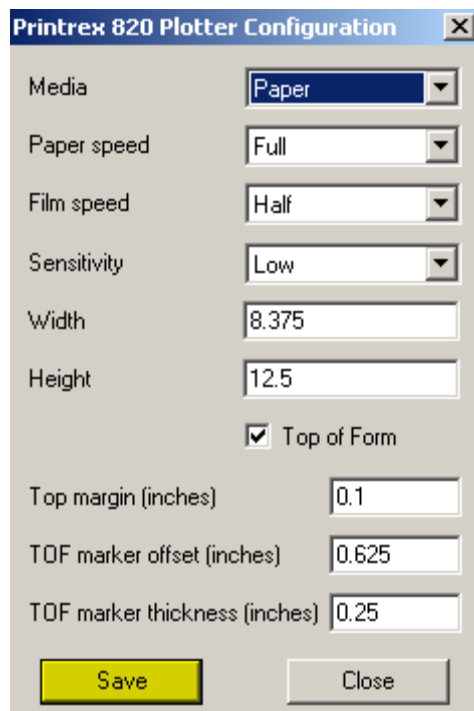 Printrex 820 Plotter Configuration
Media Paper
Paper speed Full
Film speed Half
Sensitivity Low
Width 8.375
Height 12.5
Top of Form
Top margin (inches) 0.1
TOF marker offset (inches) 0.625
TOF marker thickness (inches) 0.25
Save Close